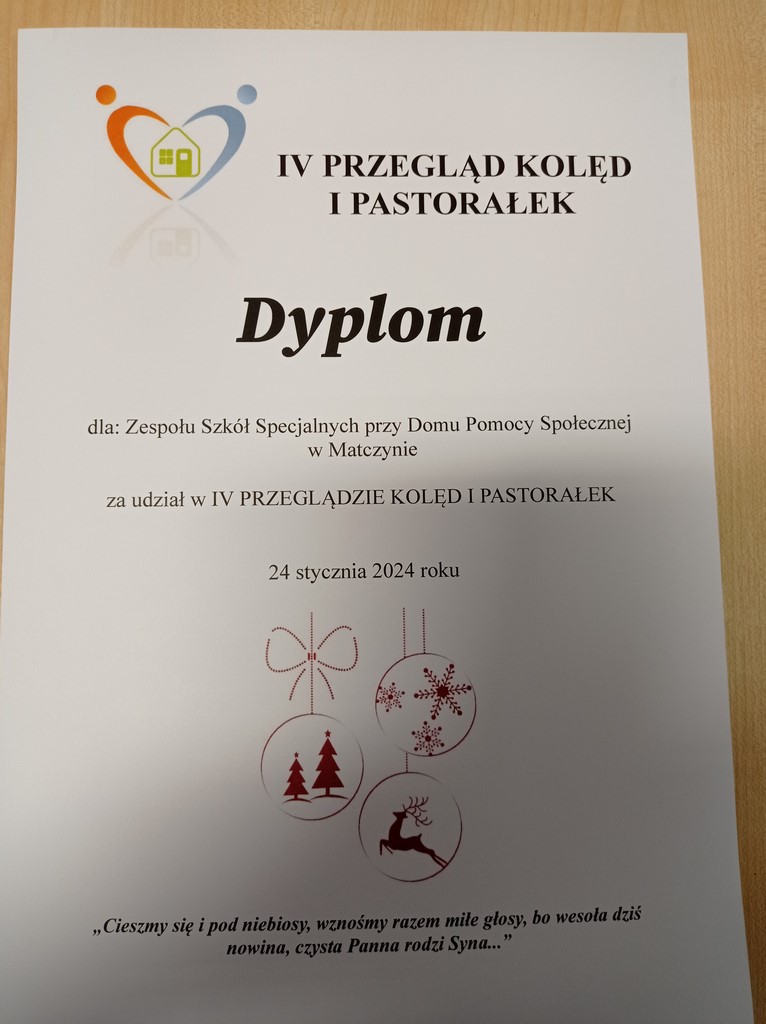 IV PRZEGLĄD KOLĘD
I PASTORAŁEK
Dyplom
dla: Zespołu Szkół Specjalnych przy Domu Pomocy Społecznej
w Matczynie
za udział w IV PRZEGLĄDZIE KOLĘD I PASTORAŁEK
24 stycznia 2024 roku
„Cieszmy się i pod niebiosy, wznośmy razem miłe głosy, bo wesoła dziś
nowina, czysta Panna rodzi Syna...”